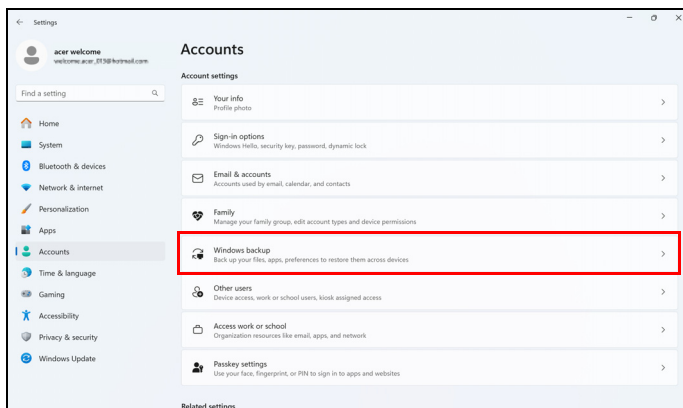 Settings
acer welcome
Find a setting
Home
System
Bluetooth & devices
Network & internet
Personalization
Apps
Accounts
Time & language
Gaming
Accessibility
Privacy & security
Windows Update
Accounts
Account settings
Your info
Profile photo
Sign-in options
Windows Hello, security key, password, dynamic lock
Email & accounts
Accounts used by email, calendar, and contacts
Family
Manage your family group, edit account types and device permissions
Windows backup
Back up your files, apps, preferences to restore them across devices
Other users
Device access, work or school users, kiosk assigned access
Access work or school
Organization resources like email, apps, and network
Passkey settings
Use your face, fingerprint, or PIN to sign in to apps and websites
Related settings